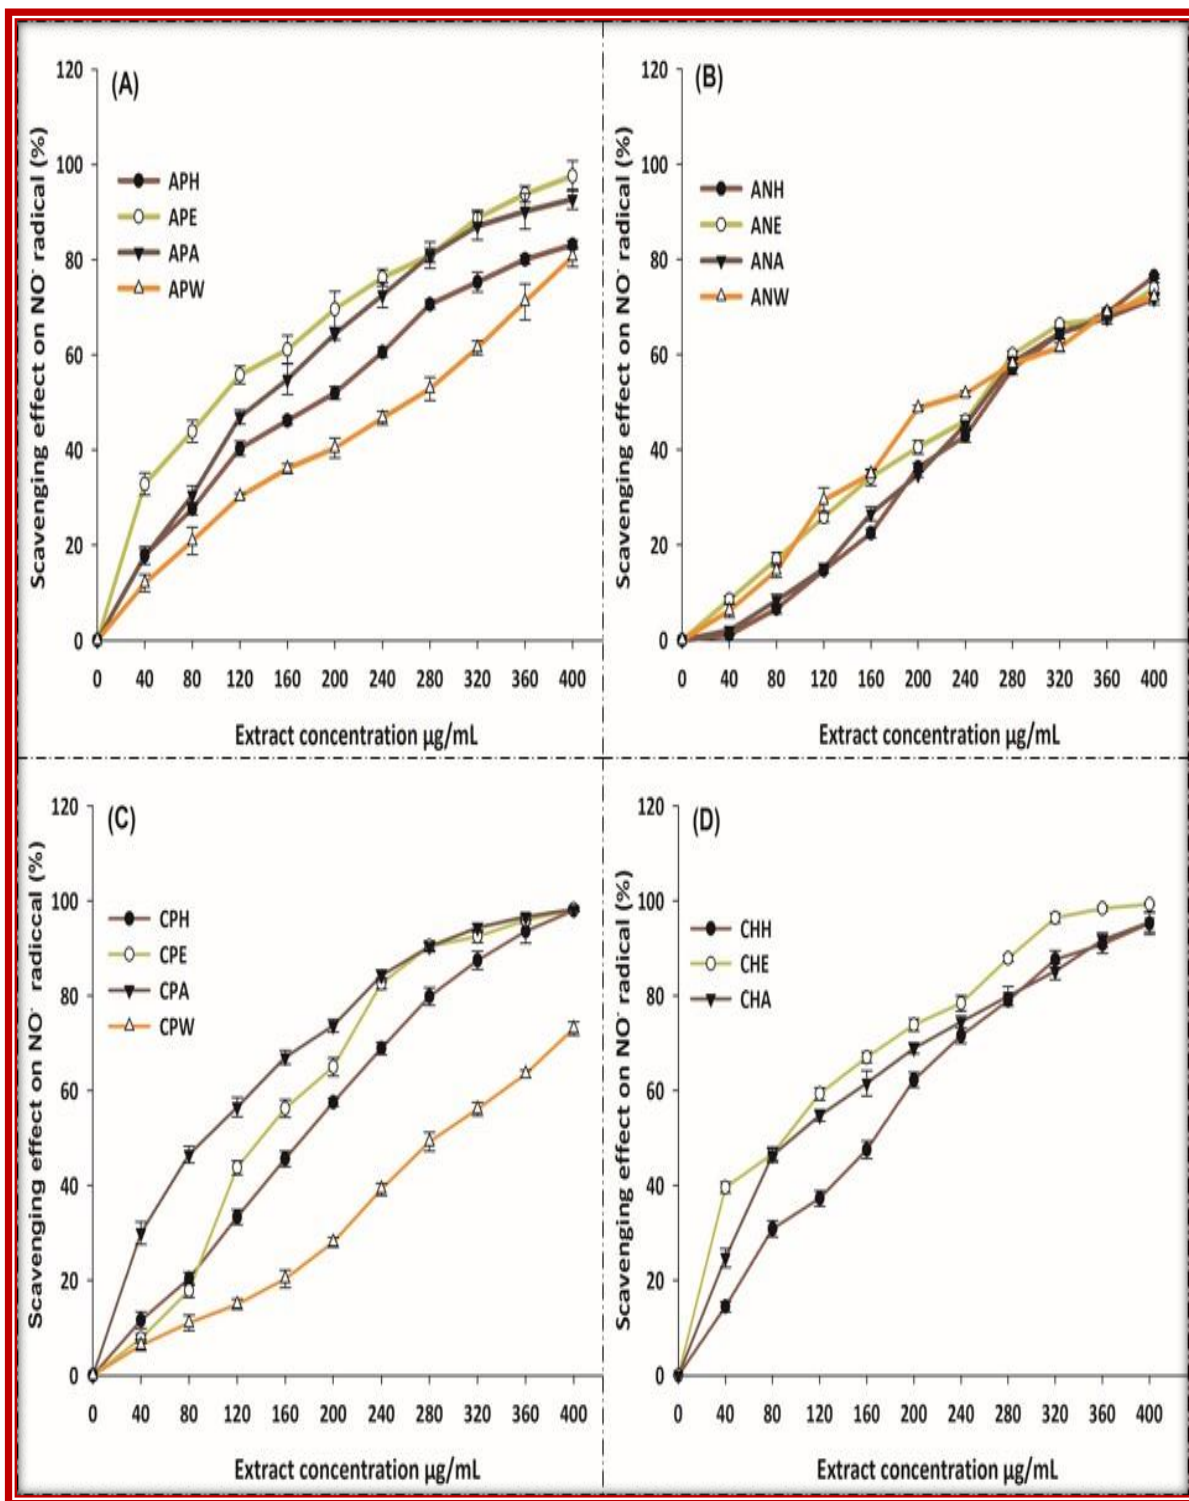 (A)
Scavenging effect on NO· radical (%)
120
100
80
60
40
20
0
APH
APE
APA
APW
0 40 80 120 160 200 240 280 320 360 400
Extract concentration µg/mL
(B)
Scavenging effect on NO· radical (%)
120
100
80
60
40
20
0
ANH
ANE
ANA
ANW
0 40 80 120 160 200 240 280 320 360 400
Extract concentration µg/mL
(C)
Scavenging effect on NO· radiccal (%)
120
100
80
60
40
20
0
CPH
CPE
CPA
CPW
0 40 80 120 160 200 240 280 320 360 400
Extract concentration µg/mL
(D)
Scavenging effect on NO· radical (%)
120
100
80
60
40
20
0
CHH
CHE
CHA
0 40 80 120 160 200 240 280 320 360 400
Extract concentration µg/mL